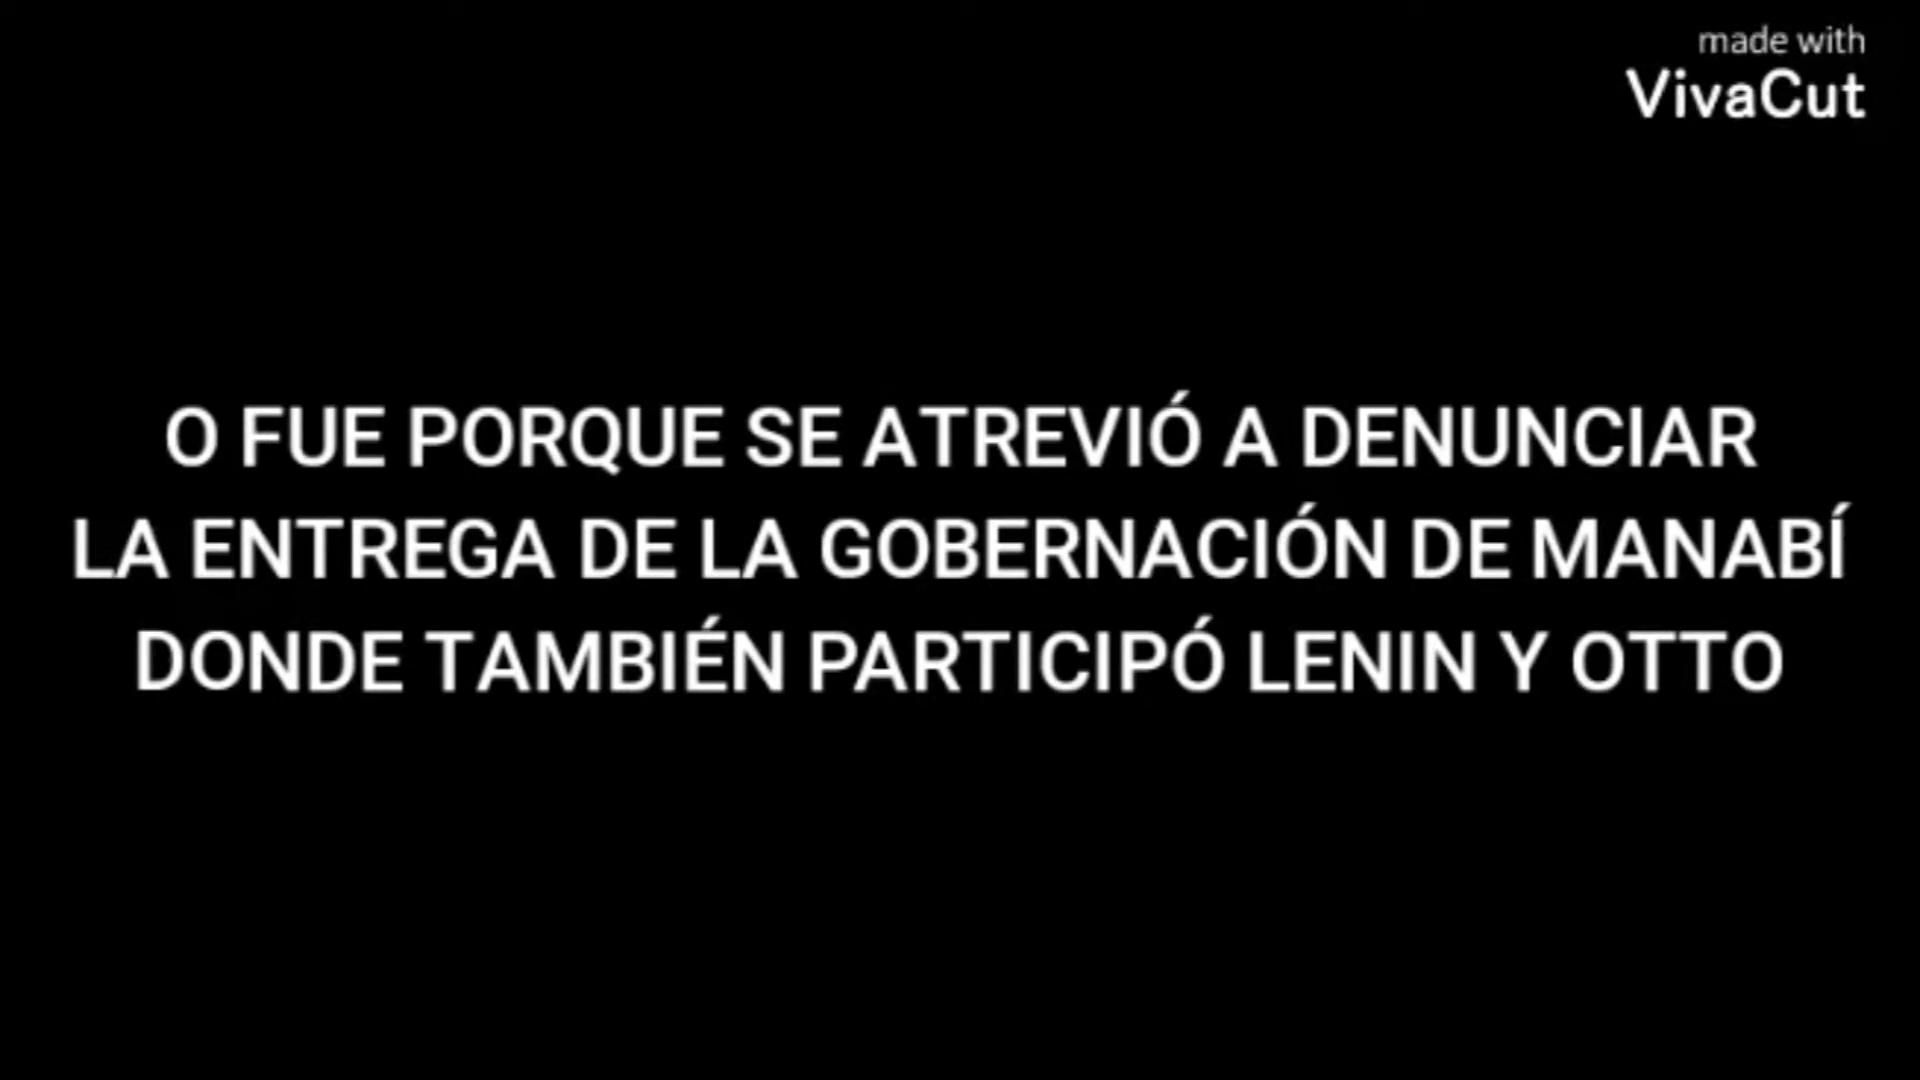 made with
VivaCut
O FUE PORQUE SE ATREVIÓ A DENUNCIAR
LA ENTREGA DE LA GOBERNACIÓN DE MANABÍ
DONDE TAMBIÉN PARTICIPÓ LENIN Y OTTO